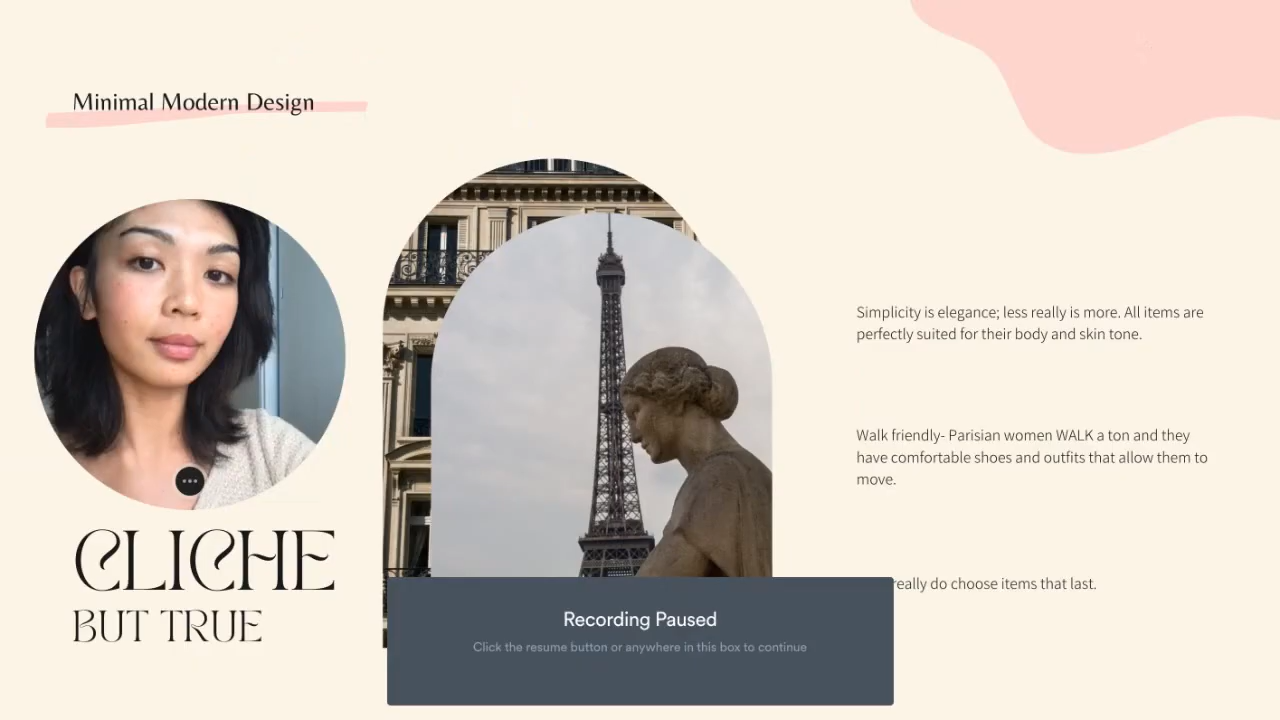 Minimal Modern Design
CLICHE
BUT TRUE
Simplicity is elegance; less really is more. All items are
perfectly suited for their body and skin tone.
Walk friendly- Parisian women WALK a ton and they
have comfortable shoes and outfits that allow them to
move.
really do choose items that last.
Recording Paused
Click the resume button or anywhere in this box to continue